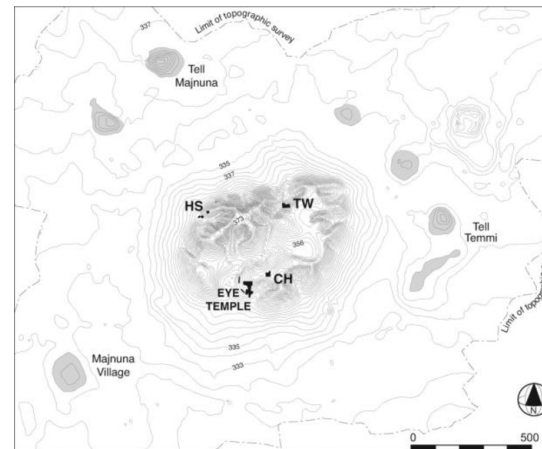 337
Limit of topographic survey
Tell
Majnuna
335
337
HS
TW
373
356
Tell
Temmi
CH
EYE
TEMPLE
Limit of topo
Majnuna
Village
335
333
N
0
500